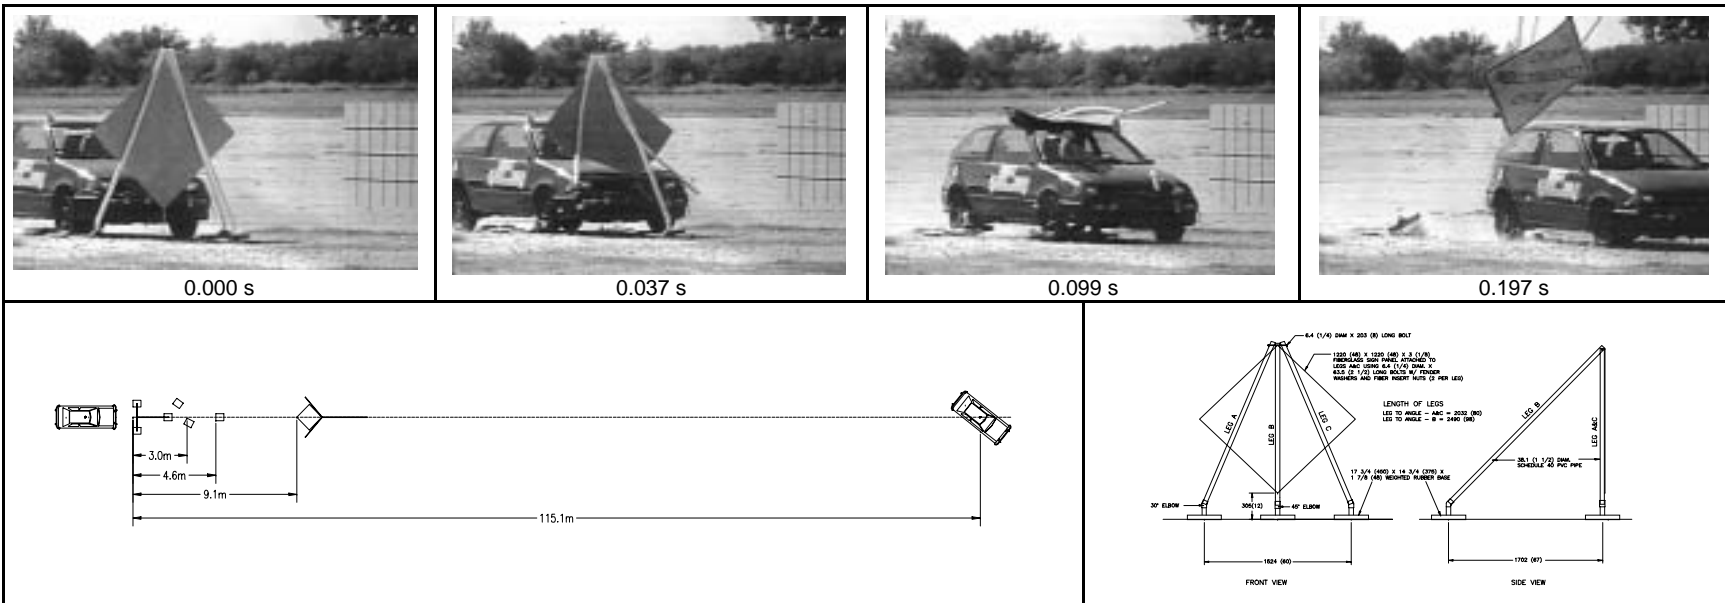 0.000 s
0.037 s
0.099 s
0.197 s
3.0m
4.6m
9.1m
115.1m
6.4 (1/4) DIAM X 203 (8) LONG BOLT
1220 (48) X 1220 (48) X 3 (1/8)
FIBERGLASS SIGN PANEL ATTACHED TO
LEGS A&C USING 6.4 (1/4) DIAM. X
63.5 (2 1/2) LONG BOLTS W/ FENDER
WASHERS AND FIBER INSERT NUTS (2 PER LEG)
LENGTH OF LEGS
LEG TO ANGLE - A&C = 2032 (80)
LEG TO ANGLE - B = 2490 (98)
LEG A
LEG B
LEG C
LEG B
LEG A&C
38.1 (1 1/2) DIAM.
SCHEDULE 40 PVC PIPE
17 3/4 (450) X 14 3/4 (375) X
1 7/8 (48) WEIGHTED RUBBER BASE
30° ELBOW
305(12)
45° ELBOW
1524 (60)
1702 (67)
FRONT VIEW
SIDE VIEW